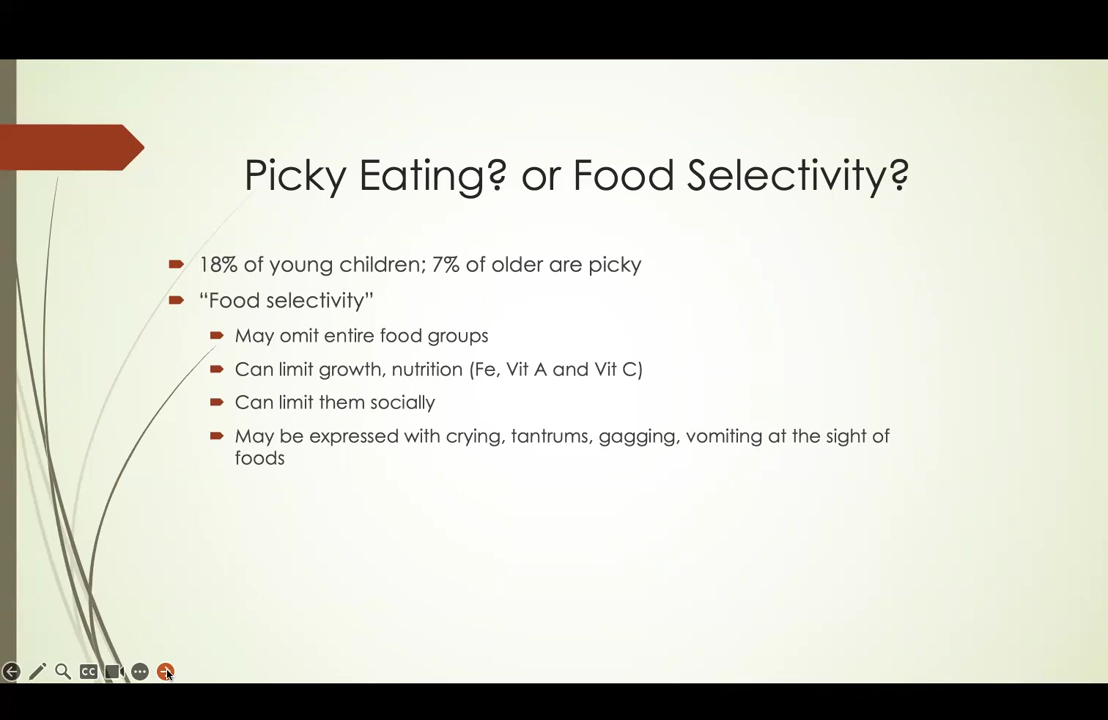 Picky Eating? or Food Selectivity?
18% of young children; 7% of older are picky
“Food selectivity”
May omit entire food groups
Can limit growth, nutrition (Fe, Vit A and Vit C)
Can limit them socially
May be expressed with crying, tantrums, gagging, vomiting at the sight of
foods
CC